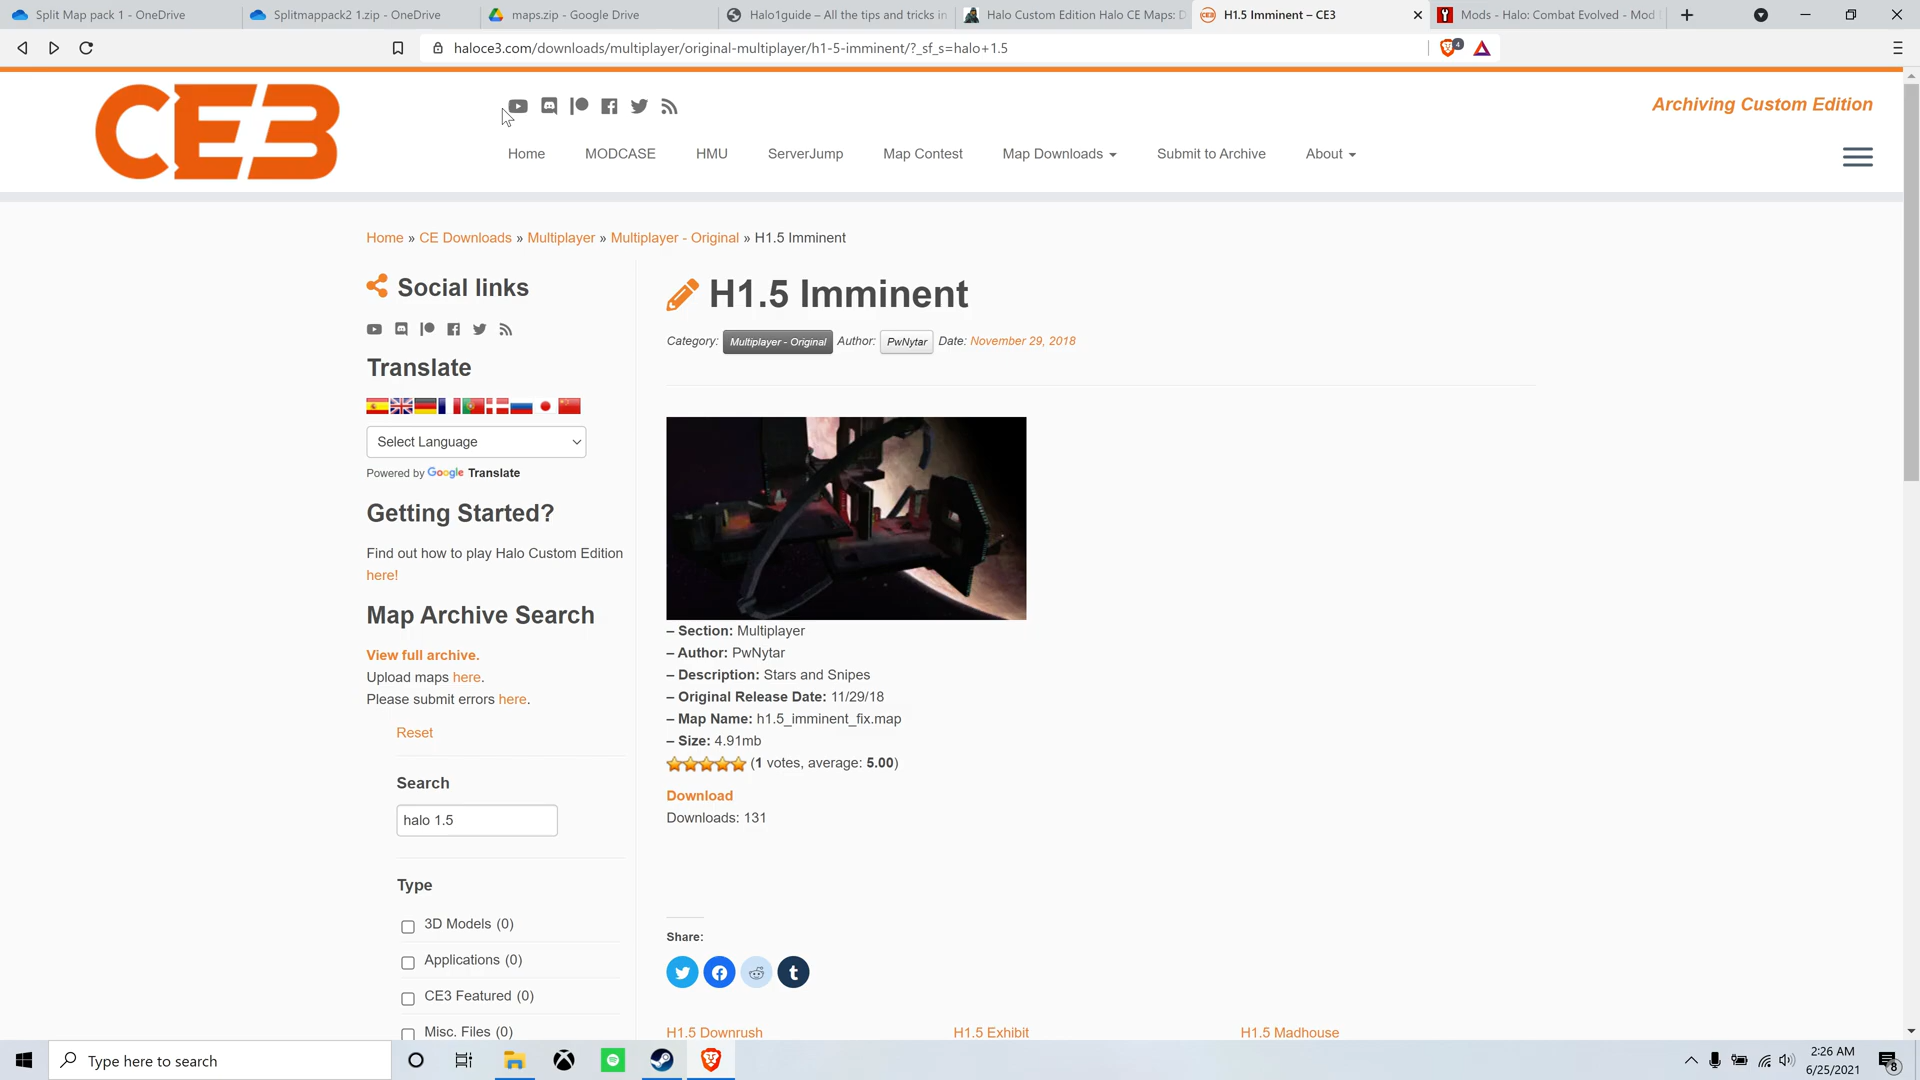 Split Map pack 1 - OneDrive
Splitmappack2 1.zip - OneDrive
maps.zip - Google Drive
Halo1guide – All the tips and tricks in
Halo Custom Edition Halo CE Maps: D
H1.5 Imminent – CE3
Mods - Halo: Combat Evolved - Mod
haloce3.com/downloads/multiplayer/original-multiplayer/h1-5-imminent/?_sf_s=halo+1.5
4
CE3
Archiving Custom Edition
Home
MODCASE
HMU
ServerJump
Map Contest
Map Downloads
Submit to Archive
About
Home » CE Downloads » Multiplayer » Multiplayer - Original » H1.5 Imminent
Social links
Translate
Select Language
Powered by Google Translate
Getting Started?
Find out how to play Halo Custom Edition
here!
Map Archive Search
View full archive.
Upload maps here.
Please submit errors here.
Reset
Search
halo 1.5
Type
3D Models (0)
Applications (0)
CE3 Featured (0)
Misc. Files (0)
H1.5 Imminent
Category: Multiplayer - Original Author: PwNytar Date: November 29, 2018
– Section: Multiplayer
– Author: PwNytar
– Description: Stars and Snipes
– Original Release Date: 11/29/18
– Map Name: h1.5_imminent_fix.map
– Size: 4.91mb
(1 votes, average: 5.00)
Download
Downloads: 131
Share:
H1.5 Downrush
H1.5 Exhibit
H1.5 Madhouse
Type here to search
2:26 AM
6/25/2021
8